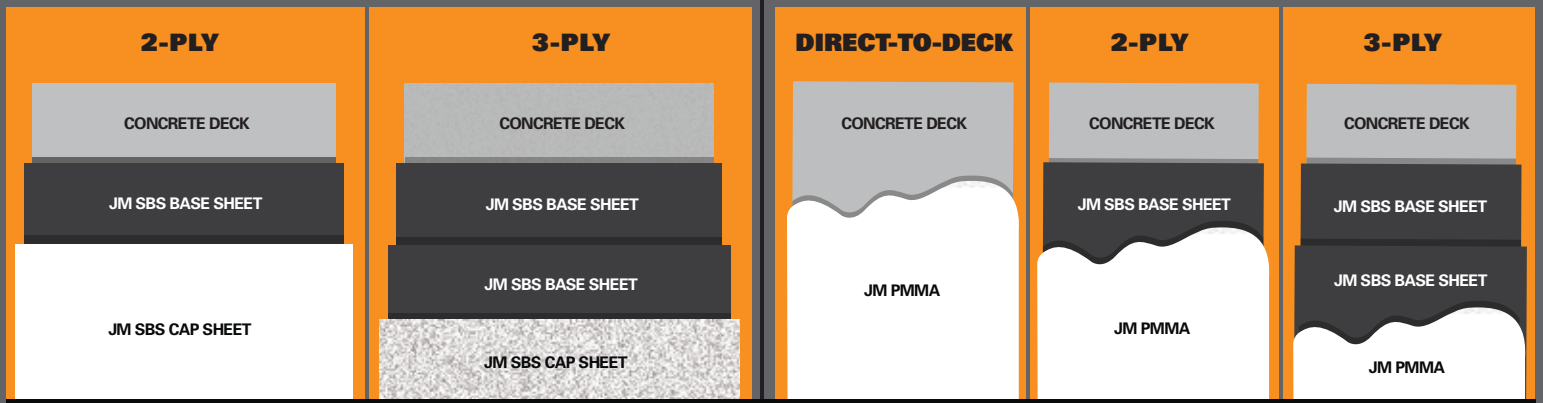 2-PLY
CONCRETE DECK
JM SBS BASE SHEET
JM SBS CAP SHEET
3-PLY
CONCRETE DECK
JM SBS BASE SHEET
JM SBS BASE SHEET
JM SBS CAP SHEET
DIRECT-TO-DECK
CONCRETE DECK
JM PMMA
2-PLY
CONCRETE DECK
JM SBS BASE SHEET
JM PMMA
3-PLY
CONCRETE DECK
JM SBS BASE SHEET
JM SBS BASE SHEET
JM PMMA